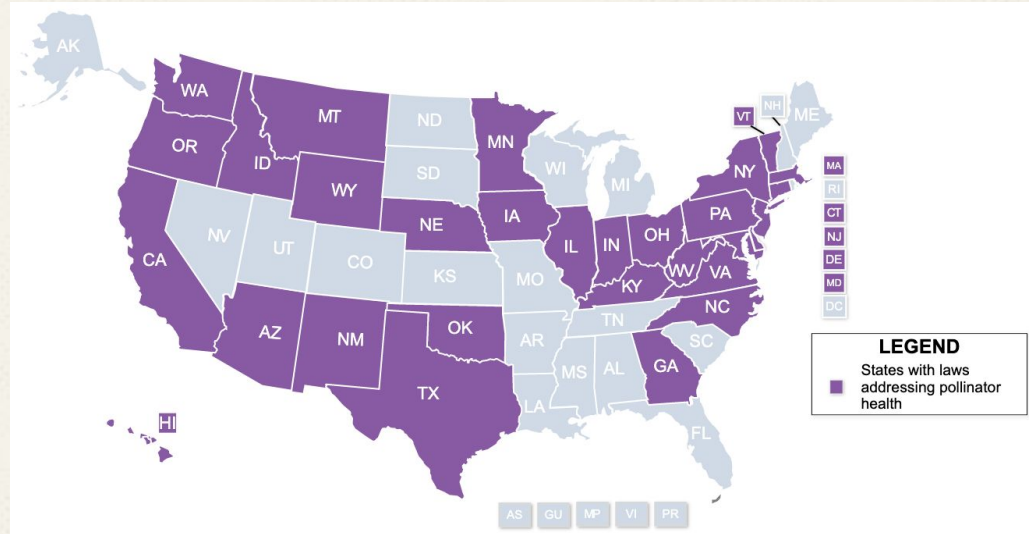 AK
WA
MT
ND
MN
VT
NH
ME
OR
ID
SD
WI
MI
NY
MA
WY
RI
NE
IA
PA
CT
NV
UT
IL
IN
OH
NJ
CA
CO
KS
MO
WV
VA
DE
KY
MD
AZ
NM
OK
AR
TN
NC
DC
SC
TX
MS
AL
GA
LA
FL
HI
LEGEND
States with laws
addressing pollinator
health
AS GU MP VI PR